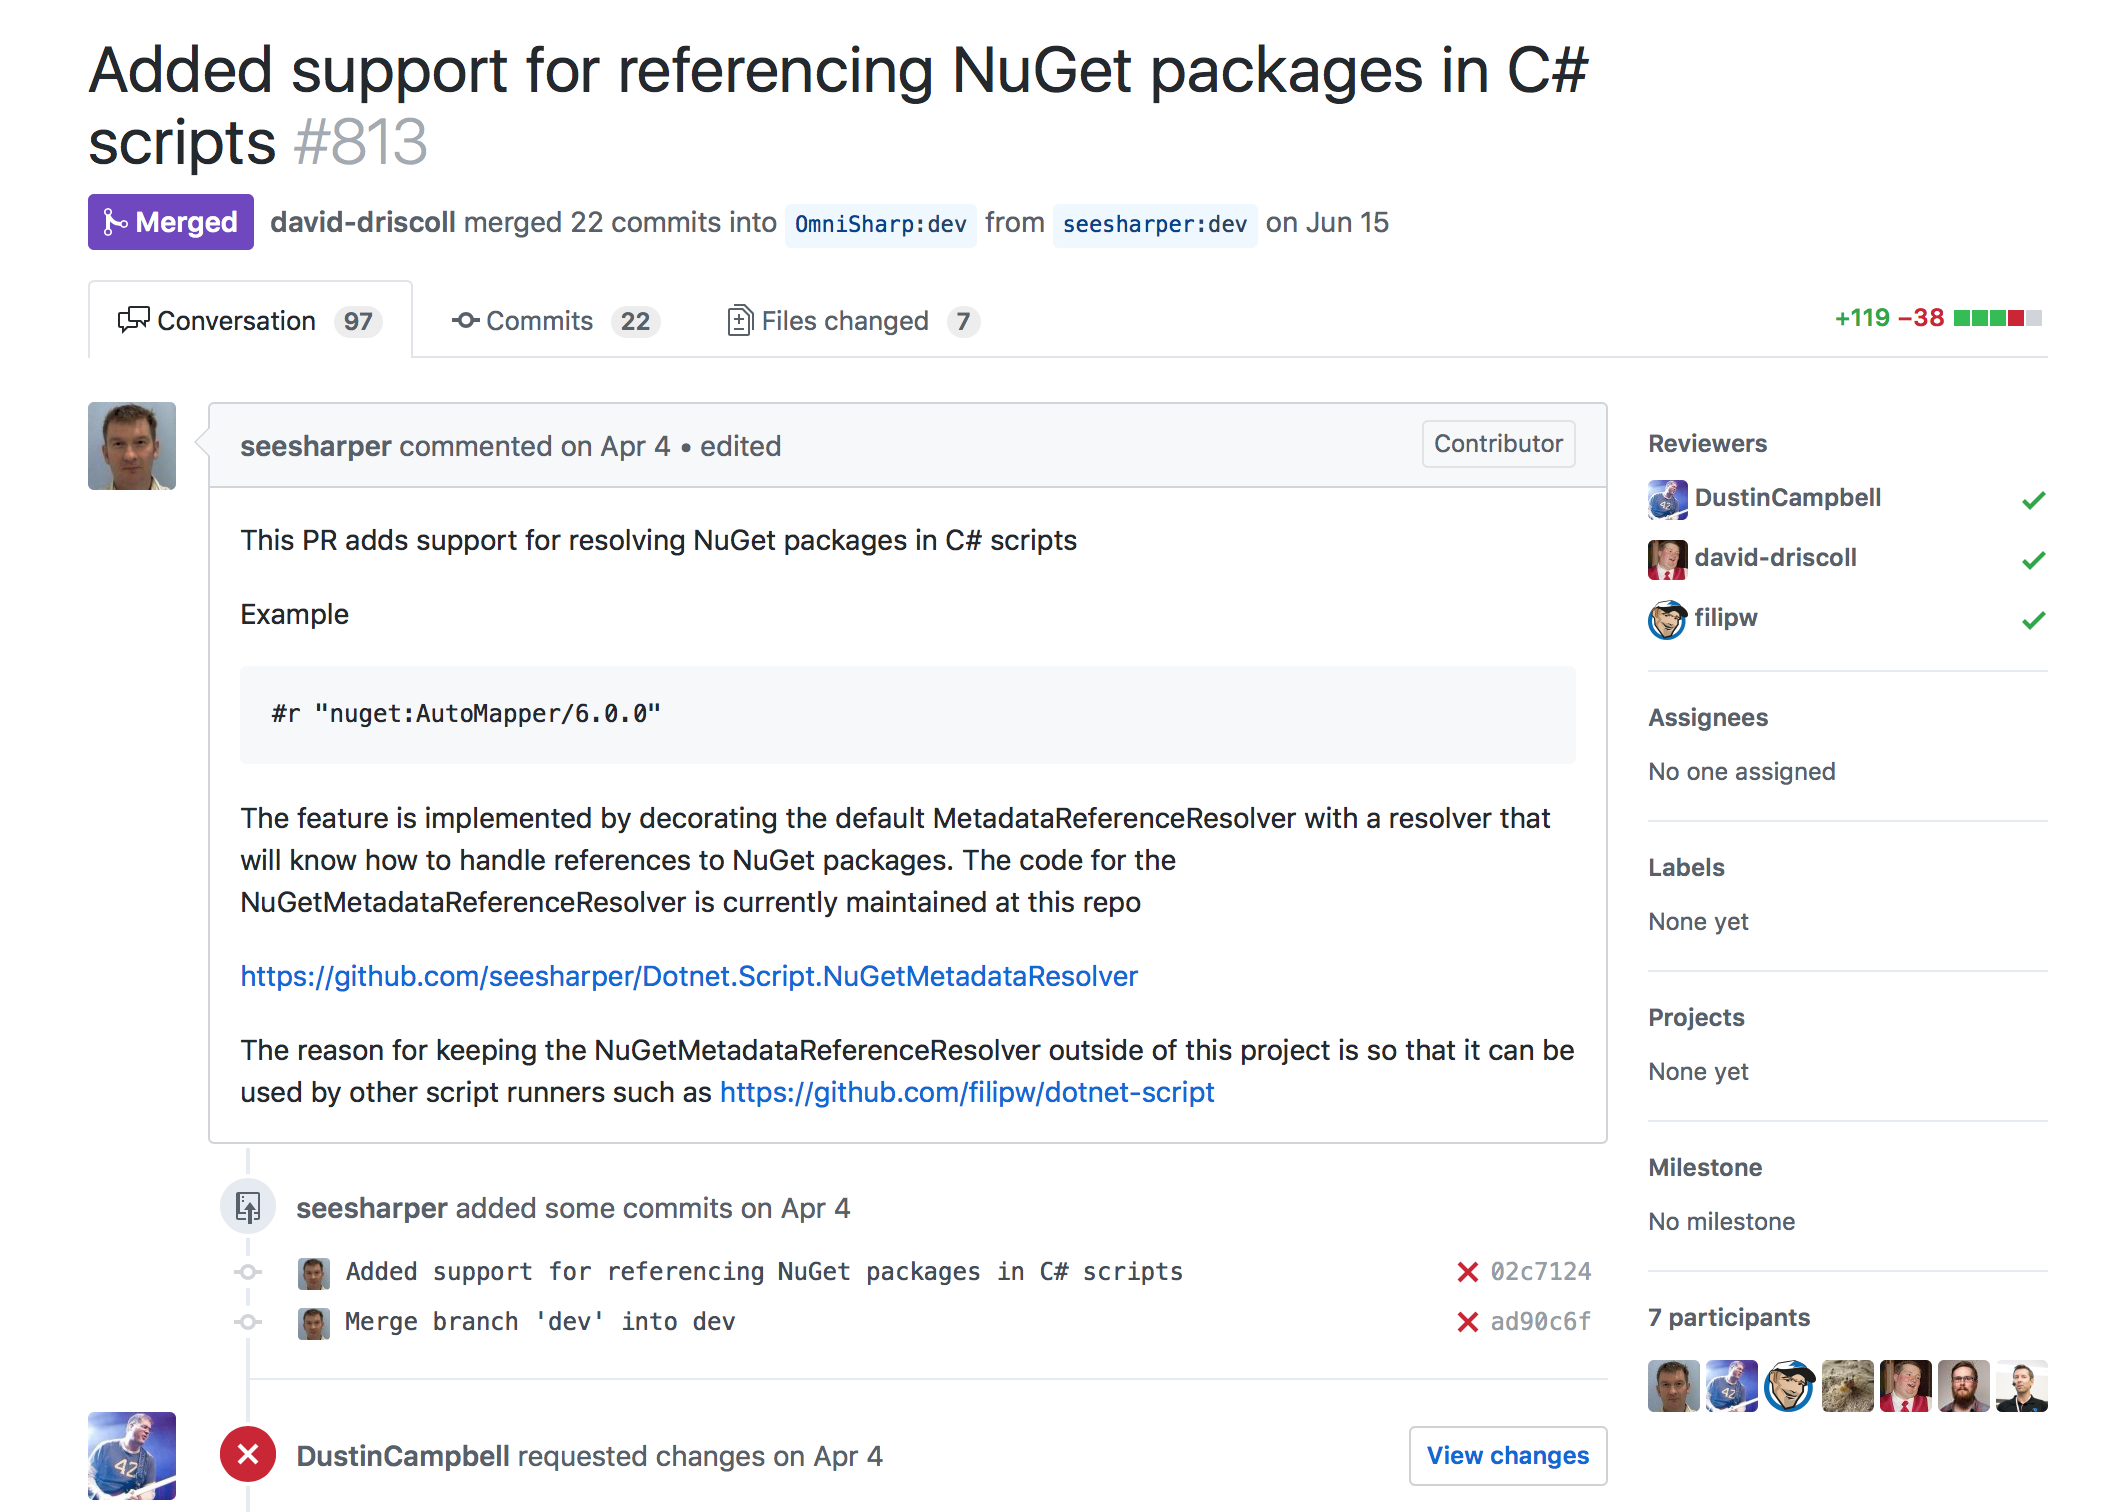 Added support for referencing NuGet packages in C#
scripts #813
Merged david-driscoll merged 22 commits into OmniSharp:dev from seesharper:dev on Jun 15
Conversation 97 Commits 22 Files changed 7 +119 −38
seesharper commented on Apr 4 • edited Contributor
This PR adds support for resolving NuGet packages in C# scripts
Example
#r "nuget:AutoMapper/6.0.0"
The feature is implemented by decorating the default MetadataReferenceResolver with a resolver that
will know how to handle references to NuGet packages. The code for the
NuGetMetadataReferenceResolver is currently maintained at this repo
https://github.com/seesharper/Dotnet.Script.NuGetMetadataResolver
The reason for keeping the NuGetMetadataReferenceResolver outside of this project is so that it can be
used by other script runners such as https://github.com/filipw/dotnet-script
seesharper added some commits on Apr 4
Added support for referencing NuGet packages in C# scripts 02c7124
Merge branch 'dev' into dev ad90c6f
DustinCampbell requested changes on Apr 4 View changes
Reviewers
DustinCampbell
david-driscoll
filipw
Assignees
No one assigned
Labels
None yet
Projects
None yet
Milestone
No milestone
7 participants
42
42
42